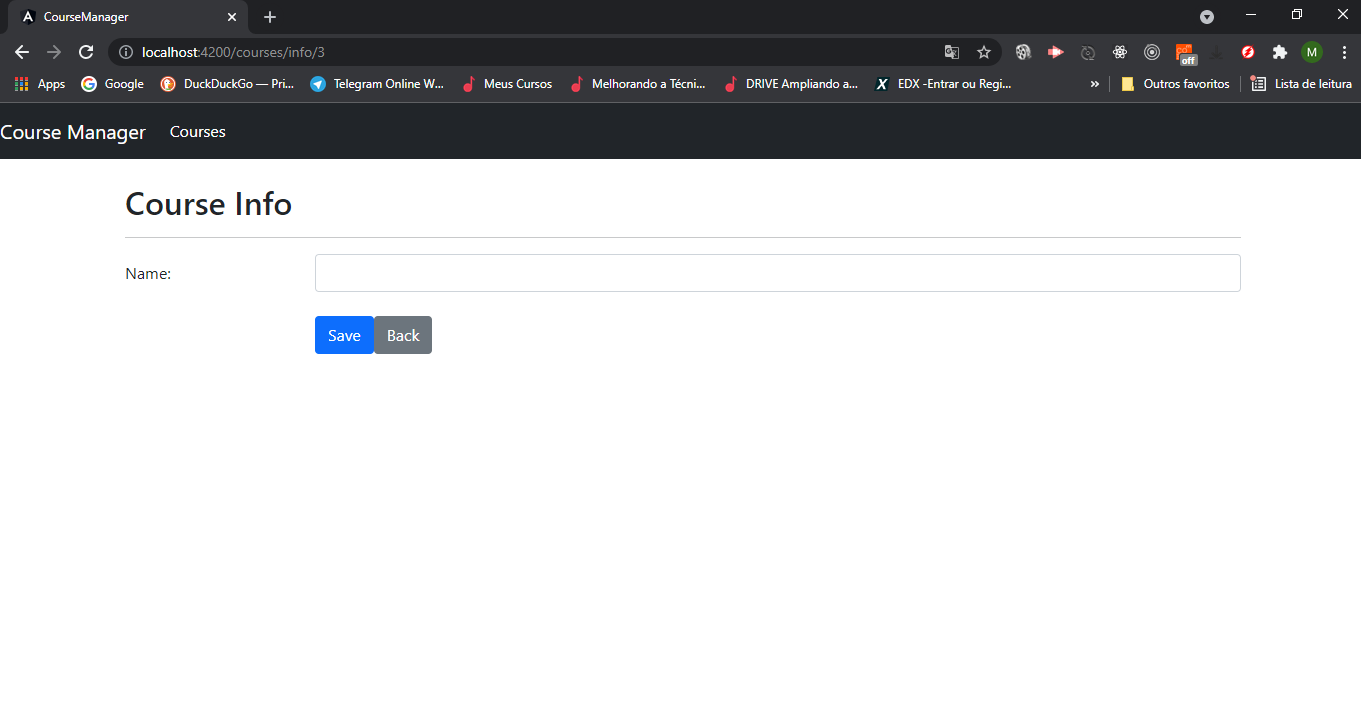 CourseManager
localhost:4200/courses/info/3
off
M
Apps
Google
DuckDuckGo — Pri...
Telegram Online W...
Meus Cursos
Melhorando a Técni...
DRIVE Ampliando a...
EDX -Entrar ou Regi...
»
Outros favoritos
Lista de leitura
Course Manager
Courses
Course Info
Name:
Save
Back